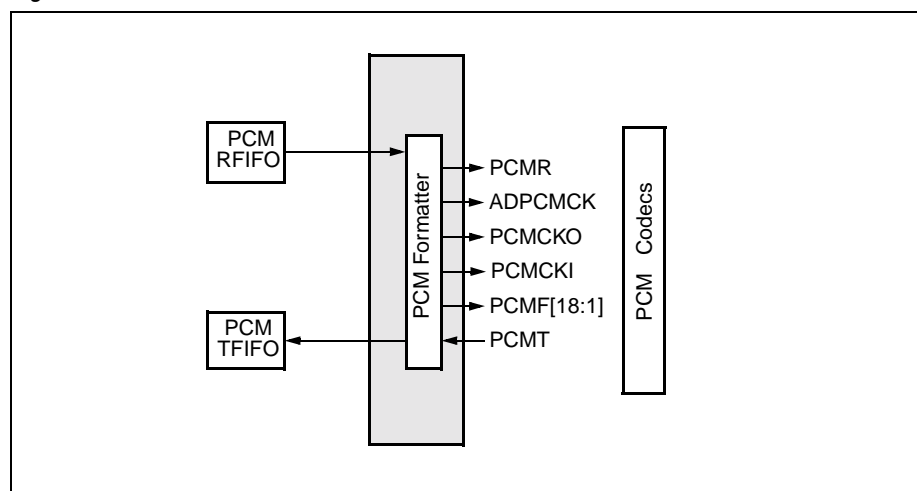 PCM
RFIFO
PCM
TFIFO
PCM Formatter
PCMR
ADPCMCK
PCMCKO
PCMCKI
PCMF[18:1]
PCMT
PCM Codecs